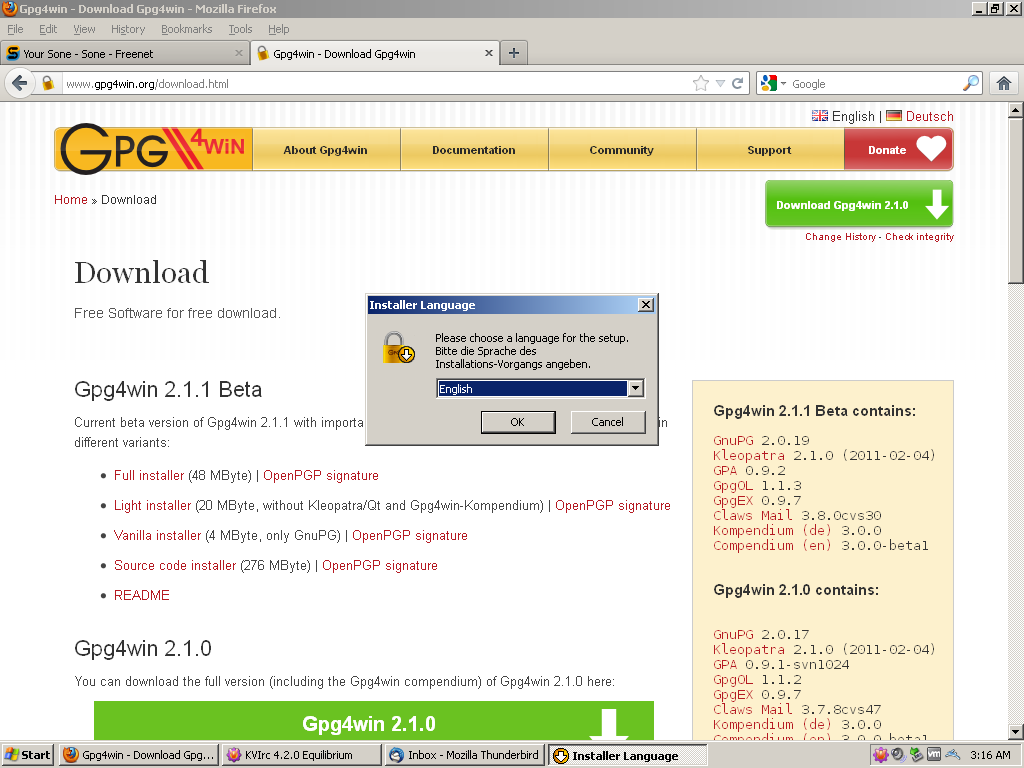 Gpg4win - Download Gpg4win - Mozilla Firefox
File Edit View History Bookmarks Tools Help
Your Sone - Sone - Freenet
Gpg4win - Download Gpg4win
www.gpg4win.org/download.html
Google
English | Deutsch
GPG4WiN
About Gpg4win
Documentation
Community
Support
Donate
Home » Download
Download Gpg4win 2.1.0
Change History - Check integrity
Download
Free Software for free download.
Installer Language
Please choose a language for the setup.
Bitte die Sprache des
Installations-Vorgangs angeben.
English
OK Cancel
Gpg4win 2.1.1 Beta
Current beta version of Gpg4win 2.1.1 with importa in
different variants:
Full installer (48 MByte) | OpenPGP signature
Light installer (20 MByte, without Kleopatra/Qt and Gpg4win-Kompendium) | OpenPGP signature
Vanilla installer (4 MByte, only GnuPG) | OpenPGP signature
Source code installer (276 MByte) | OpenPGP signature
README
Gpg4win 2.1.0
You can download the full version (including the Gpg4win compendium) of Gpg4win 2.1.0 here:
Gpg4win 2.1.0
Gpg4win 2.1.1 Beta contains:
GnuPG 2.0.19
Kleopatra 2.1.0 (2011-02-04)
GPA 0.9.2
GpgOL 1.1.3
GpgEX 0.9.7
Claws Mail 3.8.0cvs30
Kompendium (de) 3.0.0
Compendium (en) 3.0.0-beta1
Gpg4win 2.1.0 contains:
GnuPG 2.0.17
Kleopatra 2.1.0 (2011-02-04)
GPA 0.9.1-svn1024
GpgOL 1.1.2
GpgEX 0.9.7
Claws Mail 3.7.8cvs47
Kompendium (de) 3.0.0
Compendium (en) 3.0.0-beta1
Start
Gpg4win - Download Gpg...
KVIrc 4.2.0 Equilibrium
Inbox - Mozilla Thunderbird
Installer Language
3:16 AM